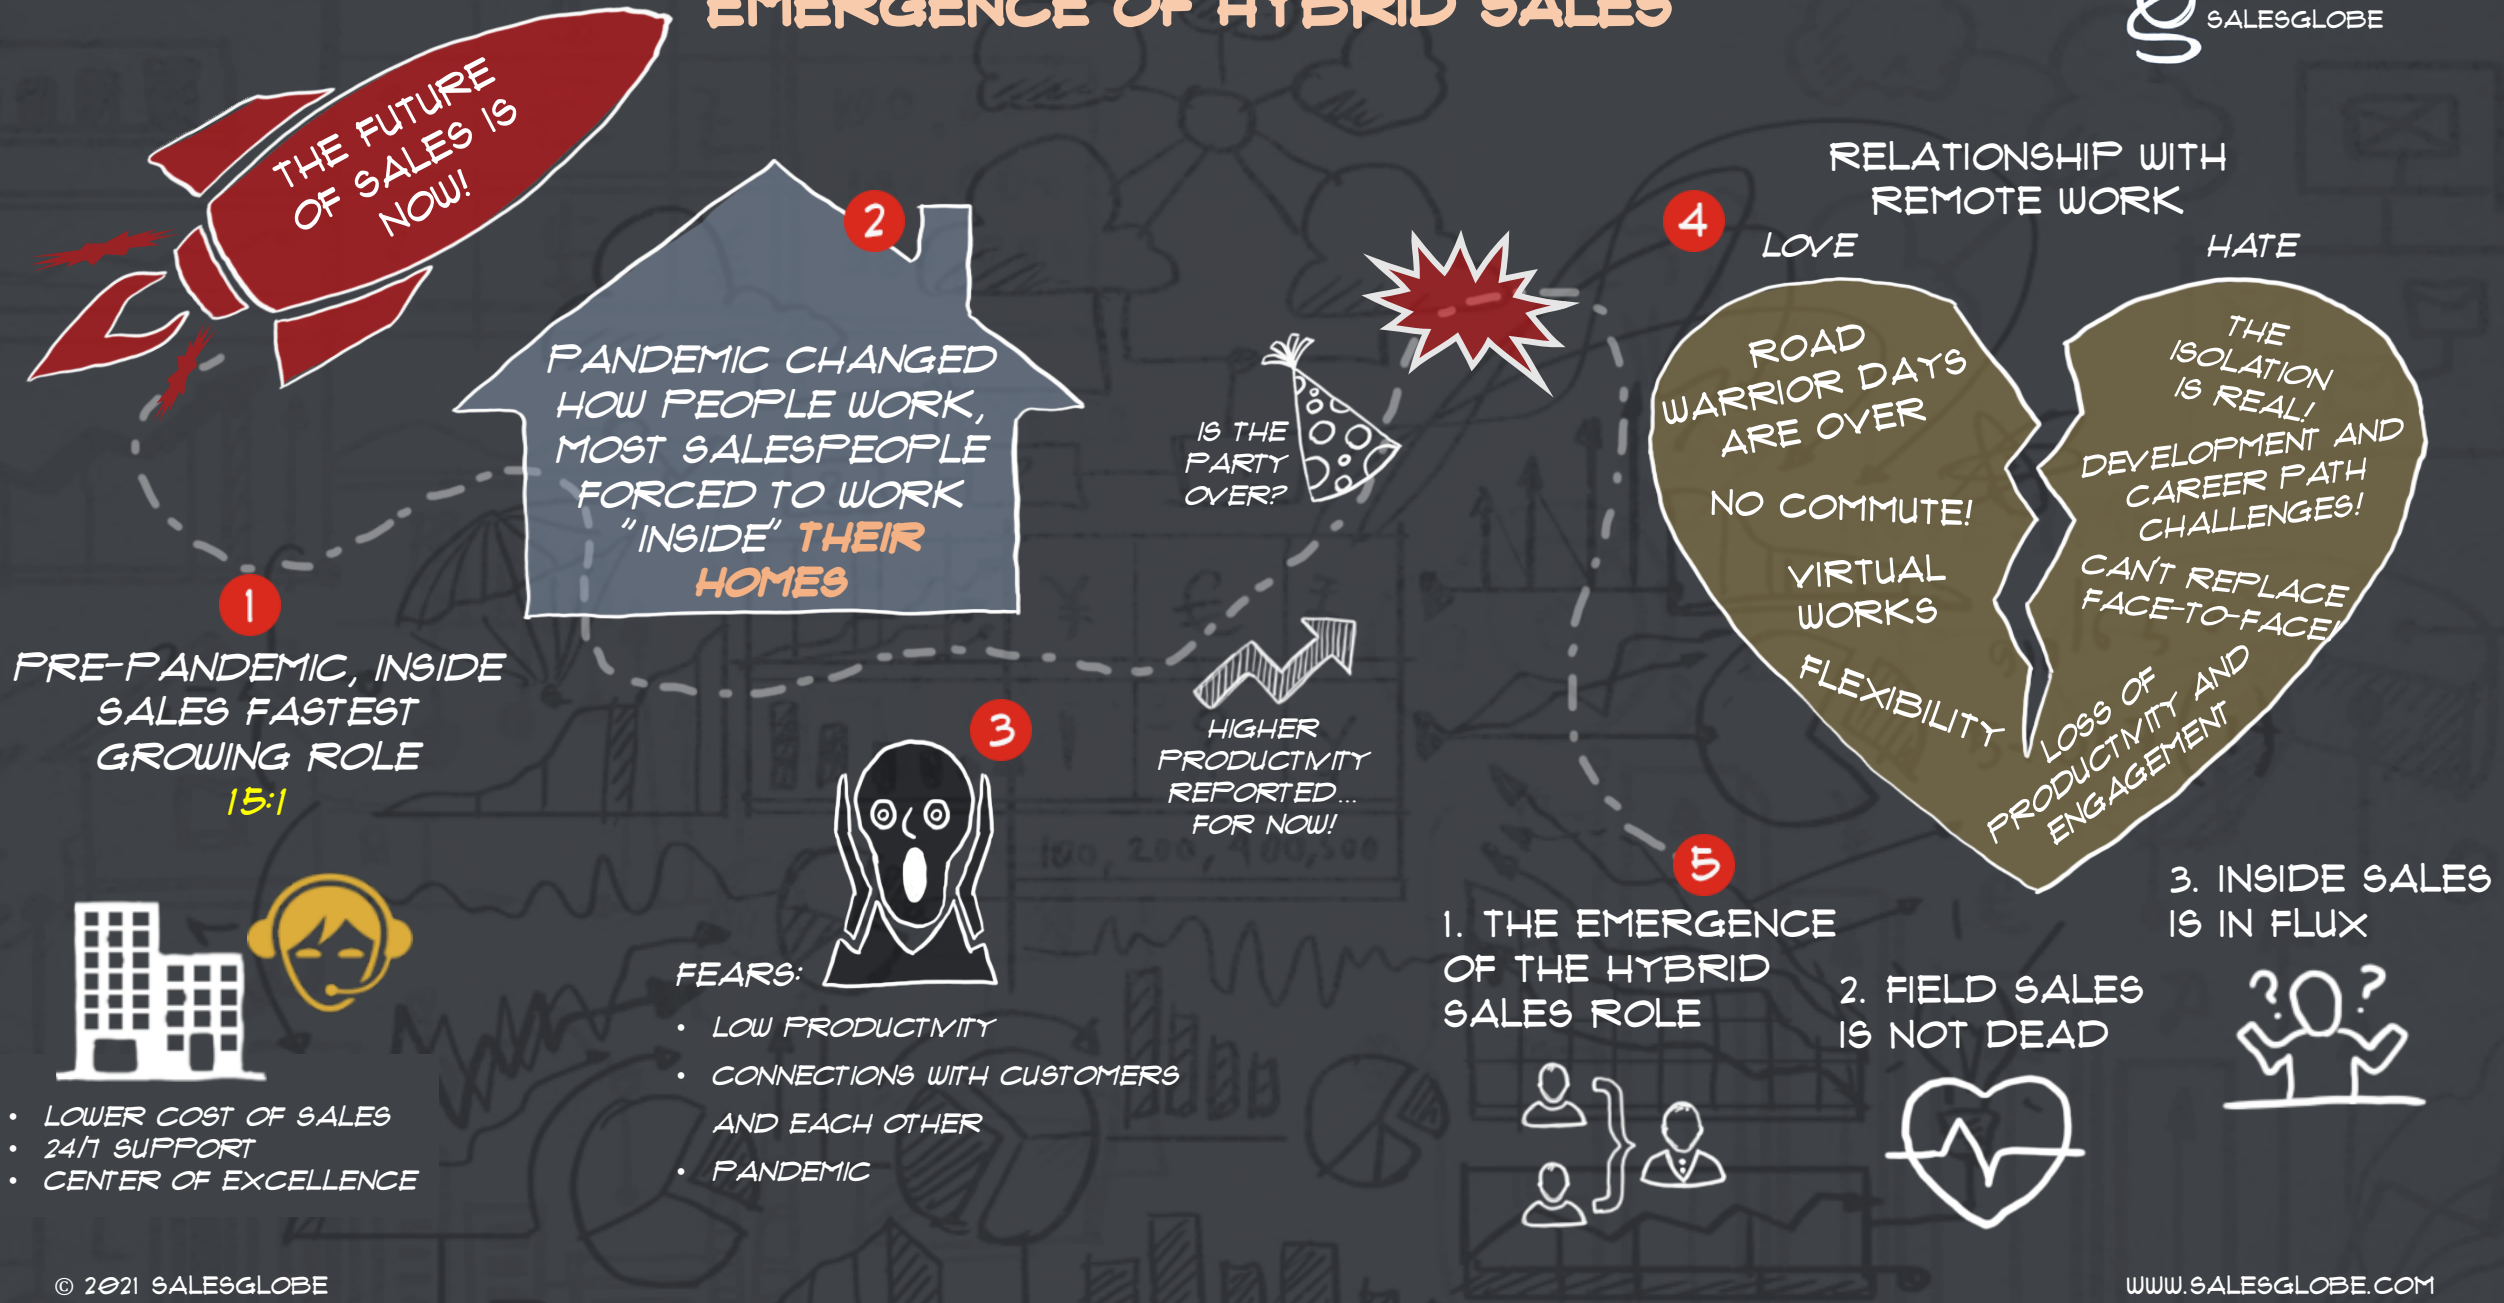 EMERGENCE OF HYBRID SALES
SALESGLOBE
THE FUTURE
OF SALES IS
NOW!
1
PRE-PANDEMIC, INSIDE
SALES FASTEST
GROWING ROLE
15:1
• LOWER COST OF SALES
• 24/7 SUPPORT
• CENTER OF EXCELLENCE
2
PANDEMIC CHANGED
HOW PEOPLE WORK,
MOST SALESPEOPLE
FORCED TO WORK
"INSIDE" THEIR
HOMES
3
FEARS:
• LOW PRODUCTIVITY
• CONNECTIONS WITH CUSTOMERS
AND EACH OTHER
• PANDEMIC
IS THE
PARTY
OVER?
HIGHER
PRODUCTIVITY
REPORTED...
FOR NOW!
4
RELATIONSHIP WITH
REMOTE WORK
LOVE
HATE
ROAD
WARRIOR DAYS
ARE OVER
NO COMMUTE!
VIRTUAL
WORKS
FLEXIBILITY
THE
ISOLATION
IS REAL!
DEVELOPMENT AND
CAREER PATH
CHALLENGES!
CAN'T REPLACE
FACE-TO-FACE!
LOSS OF
PRODUCTIVITY AND
ENGAGEMENT
5
1. THE EMERGENCE
OF THE HYBRID
SALES ROLE
2. FIELD SALES
IS NOT DEAD
3. INSIDE SALES
IS IN FLUX
© 2021 SALESGLOBE
WWW.SALESGLOBE.COM